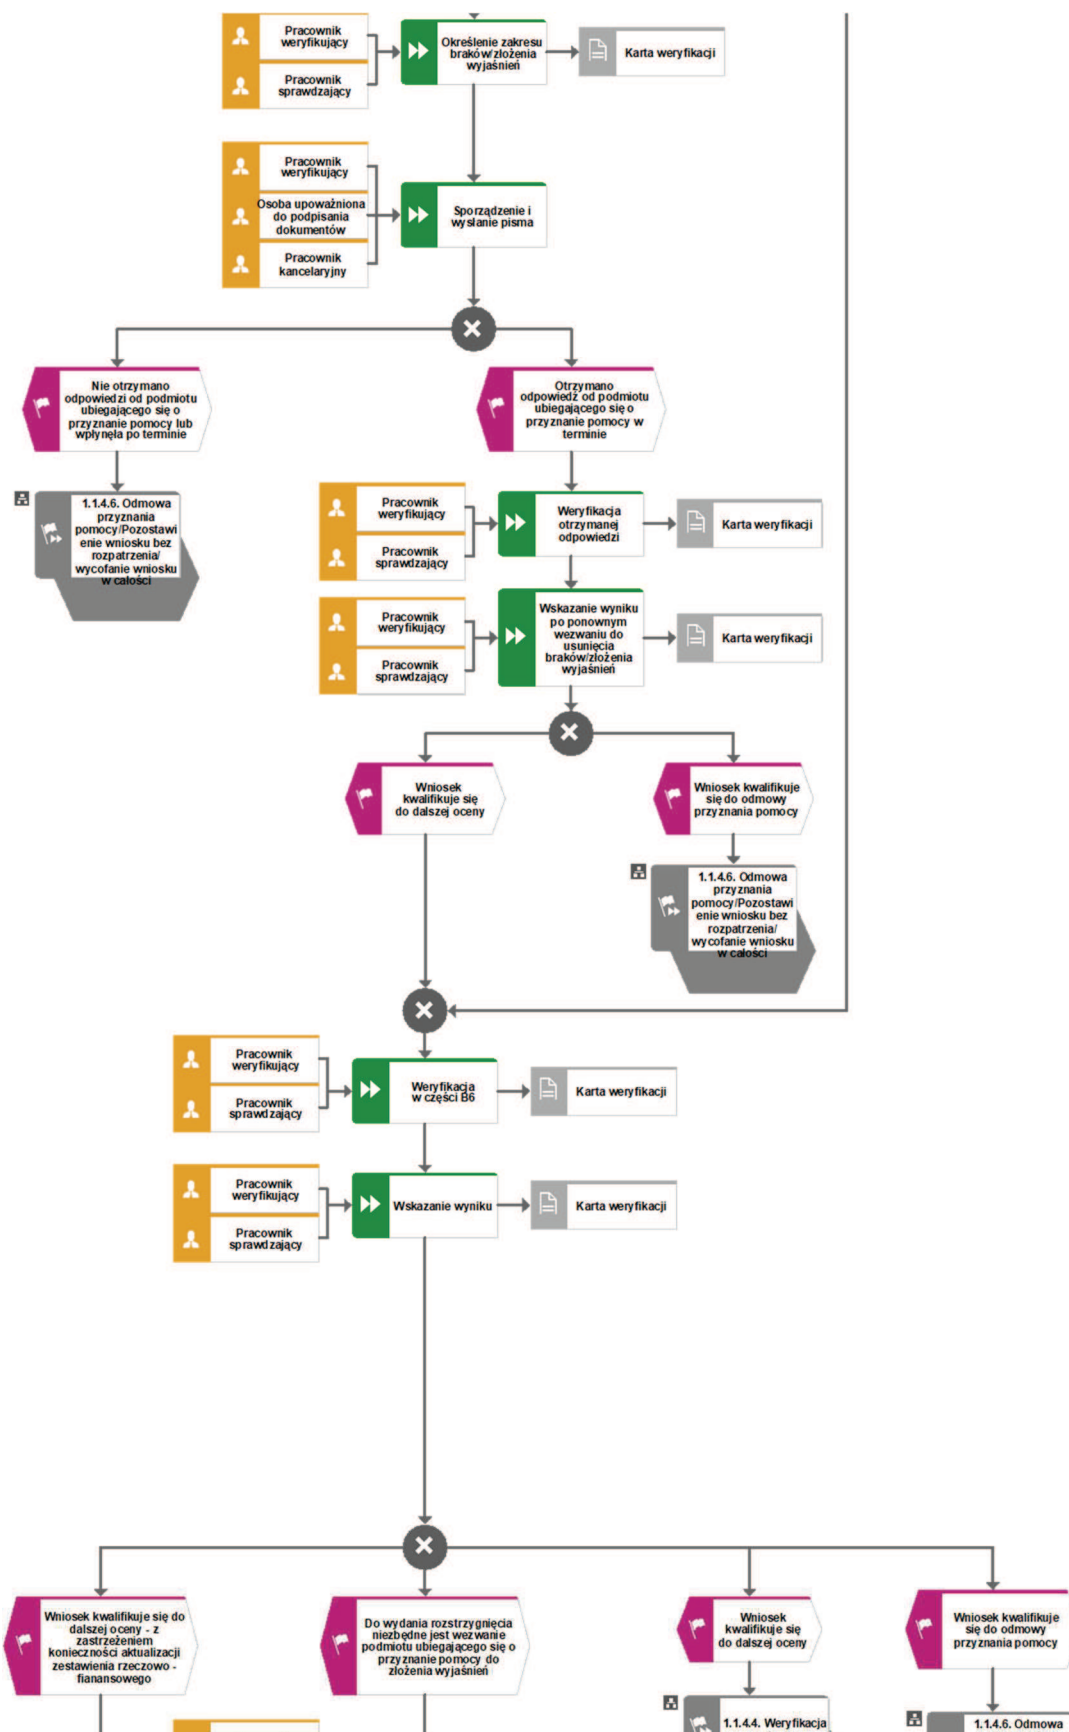 Pracownik
weryfikujący
Pracownik
sprawdzający
Określenie zakresu
braków/złożenia
wyjaśnień
Karta weryfikacji
Pracownik
weryfikujący
Osoba upoważniona
do podpisania
dokumentów
Pracownik
kancelaryjny
Sporządzenie i
wysłanie pisma
Nie otrzymano
odpowiedzi od podmiotu
ubiegającego się o
przyznanie pomocy lub
wpłynęła po terminie
Otrzymano
odpowiedź od podmiotu
ubiegającego się o
przyznanie pomocy w
terminie
1.1.4.6. Odmowa
przyznania
pomocy/Pozostawi
enie wniosku bez
rozpatrzenia/
wycofanie wniosku
w całości
Pracownik
weryfikujący
Pracownik
sprawdzający
Weryfikacja
otrzymanej
odpowiedzi
Karta weryfikacji
Pracownik
weryfikujący
Pracownik
sprawdzający
Wskazanie wyniku
po ponownym
wezwaniu do
usunięcia
braków/złożenia
wyjaśnień
Karta weryfikacji
Wniosek
kwalifikuje się
do dalszej oceny
Wniosek kwalifikuje
się do odmowy
przyznania pomocy
1.1.4.6. Odmowa
przyznania
pomocy/Pozostawi
enie wniosku bez
rozpatrzenia/
wycofanie wniosku
w całości
Pracownik
weryfikujący
Pracownik
sprawdzający
Weryfikacja
w części B6
Karta weryfikacji
Pracownik
weryfikujący
Pracownik
sprawdzający
Wskazanie wyniku
Karta weryfikacji
Wniosek kwalifikuje się do
dalszej oceny - z
zastrzeżeniem
konieczności aktualizacji
zestawienia rzeczowo -
fianansowego
Do wydania rozstrzygnięcia
niezbędne jest wezwanie
podmiotu ubiegającego się o
przyznanie pomocy do
złożenia wyjaśnień
Wniosek
kwalifikuje się
do dalszej oceny
Wniosek kwalifikuje
się do odmowy
przyznania pomocy
1.1.4.4. Weryfikacja
1.1.4.6. Odmowa